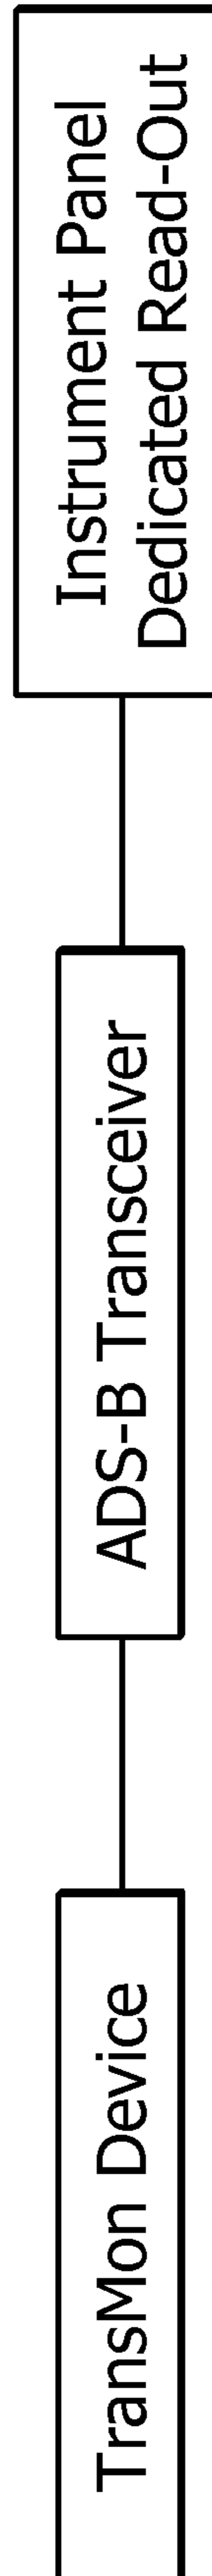 TransMon Device
ADS-B Transceiver
Instrument Panel
Dedicated Read-Out